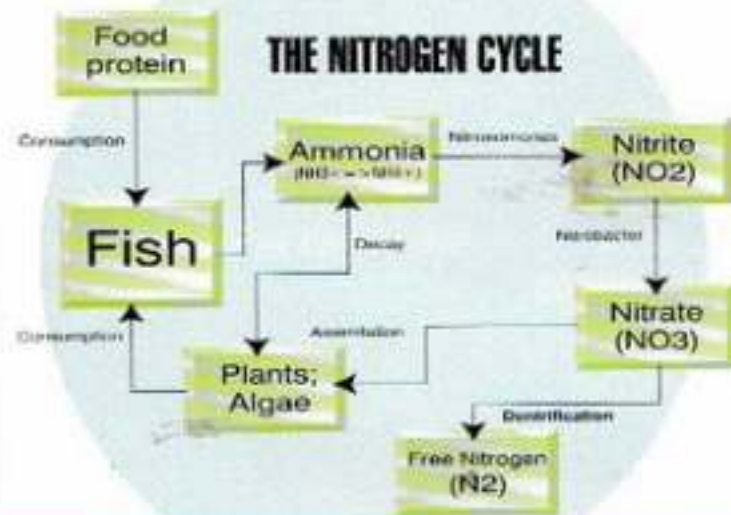 THE NITROGEN CYCLE
Food
protein
Consumption
Ammonia
Nitrosomonas
Nitrite
(NO2)
Fish
Decay
Nitrobacter
Nitrate
(NO3)
Consumption
Assimilation
Plants;
Algae
Free Nitrogen
(N2)